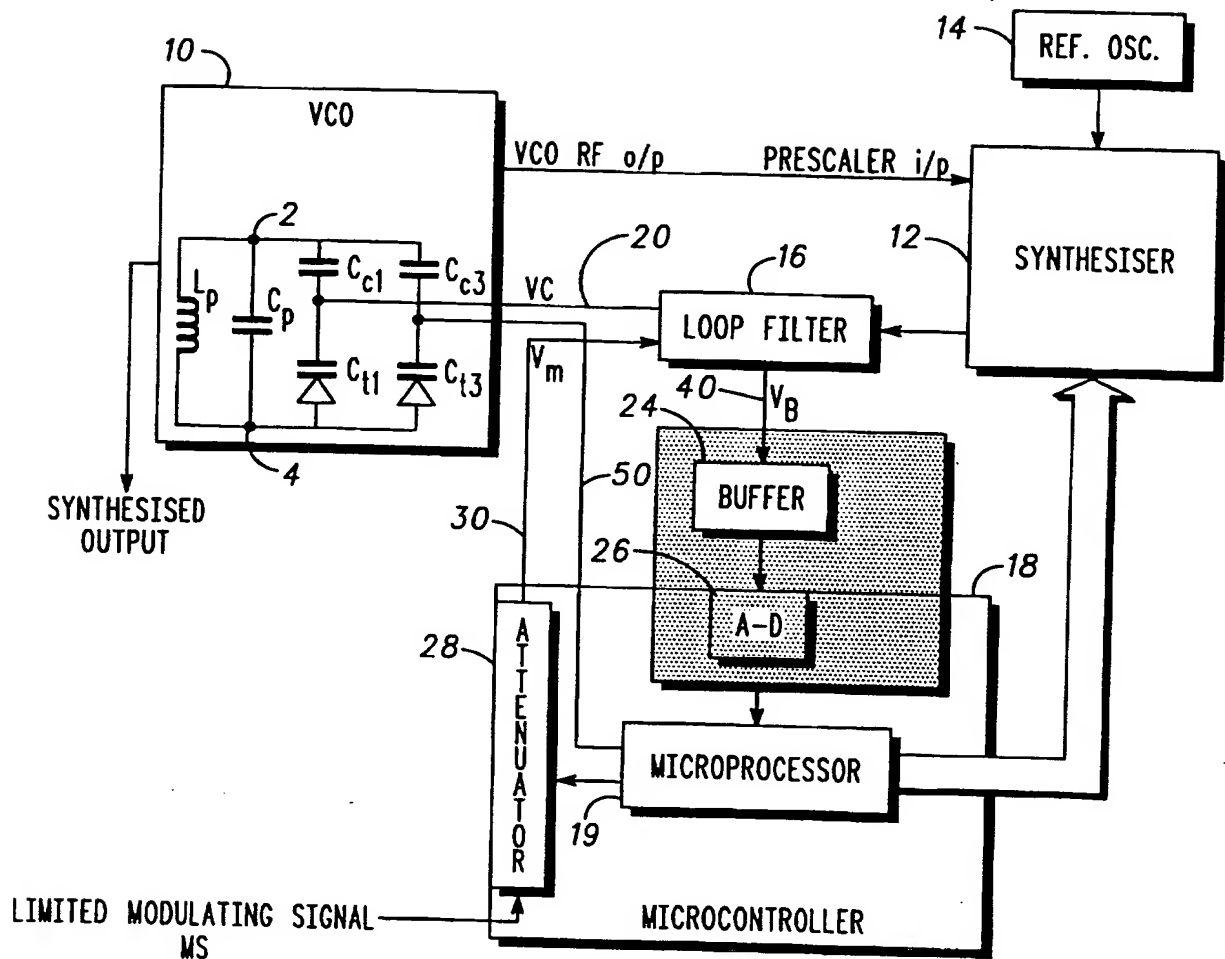 14
REF. OSC.
10
VCO
VCO RF o/p
PRESCALER i/p
2
20
16
12
SYNTHESISER
Lp
Cp
Cc1
Cc3
VC
LOOP FILTER
Ct1
Ct3
Vm
40
VB
24
4
50
BUFFER
SYNTHESISED
OUTPUT
30
26
18
A-D
28
ATTENUATOR
MICROPROCESSOR
19
LIMITED MODULATING SIGNAL
MS
MICROCONTROLLER